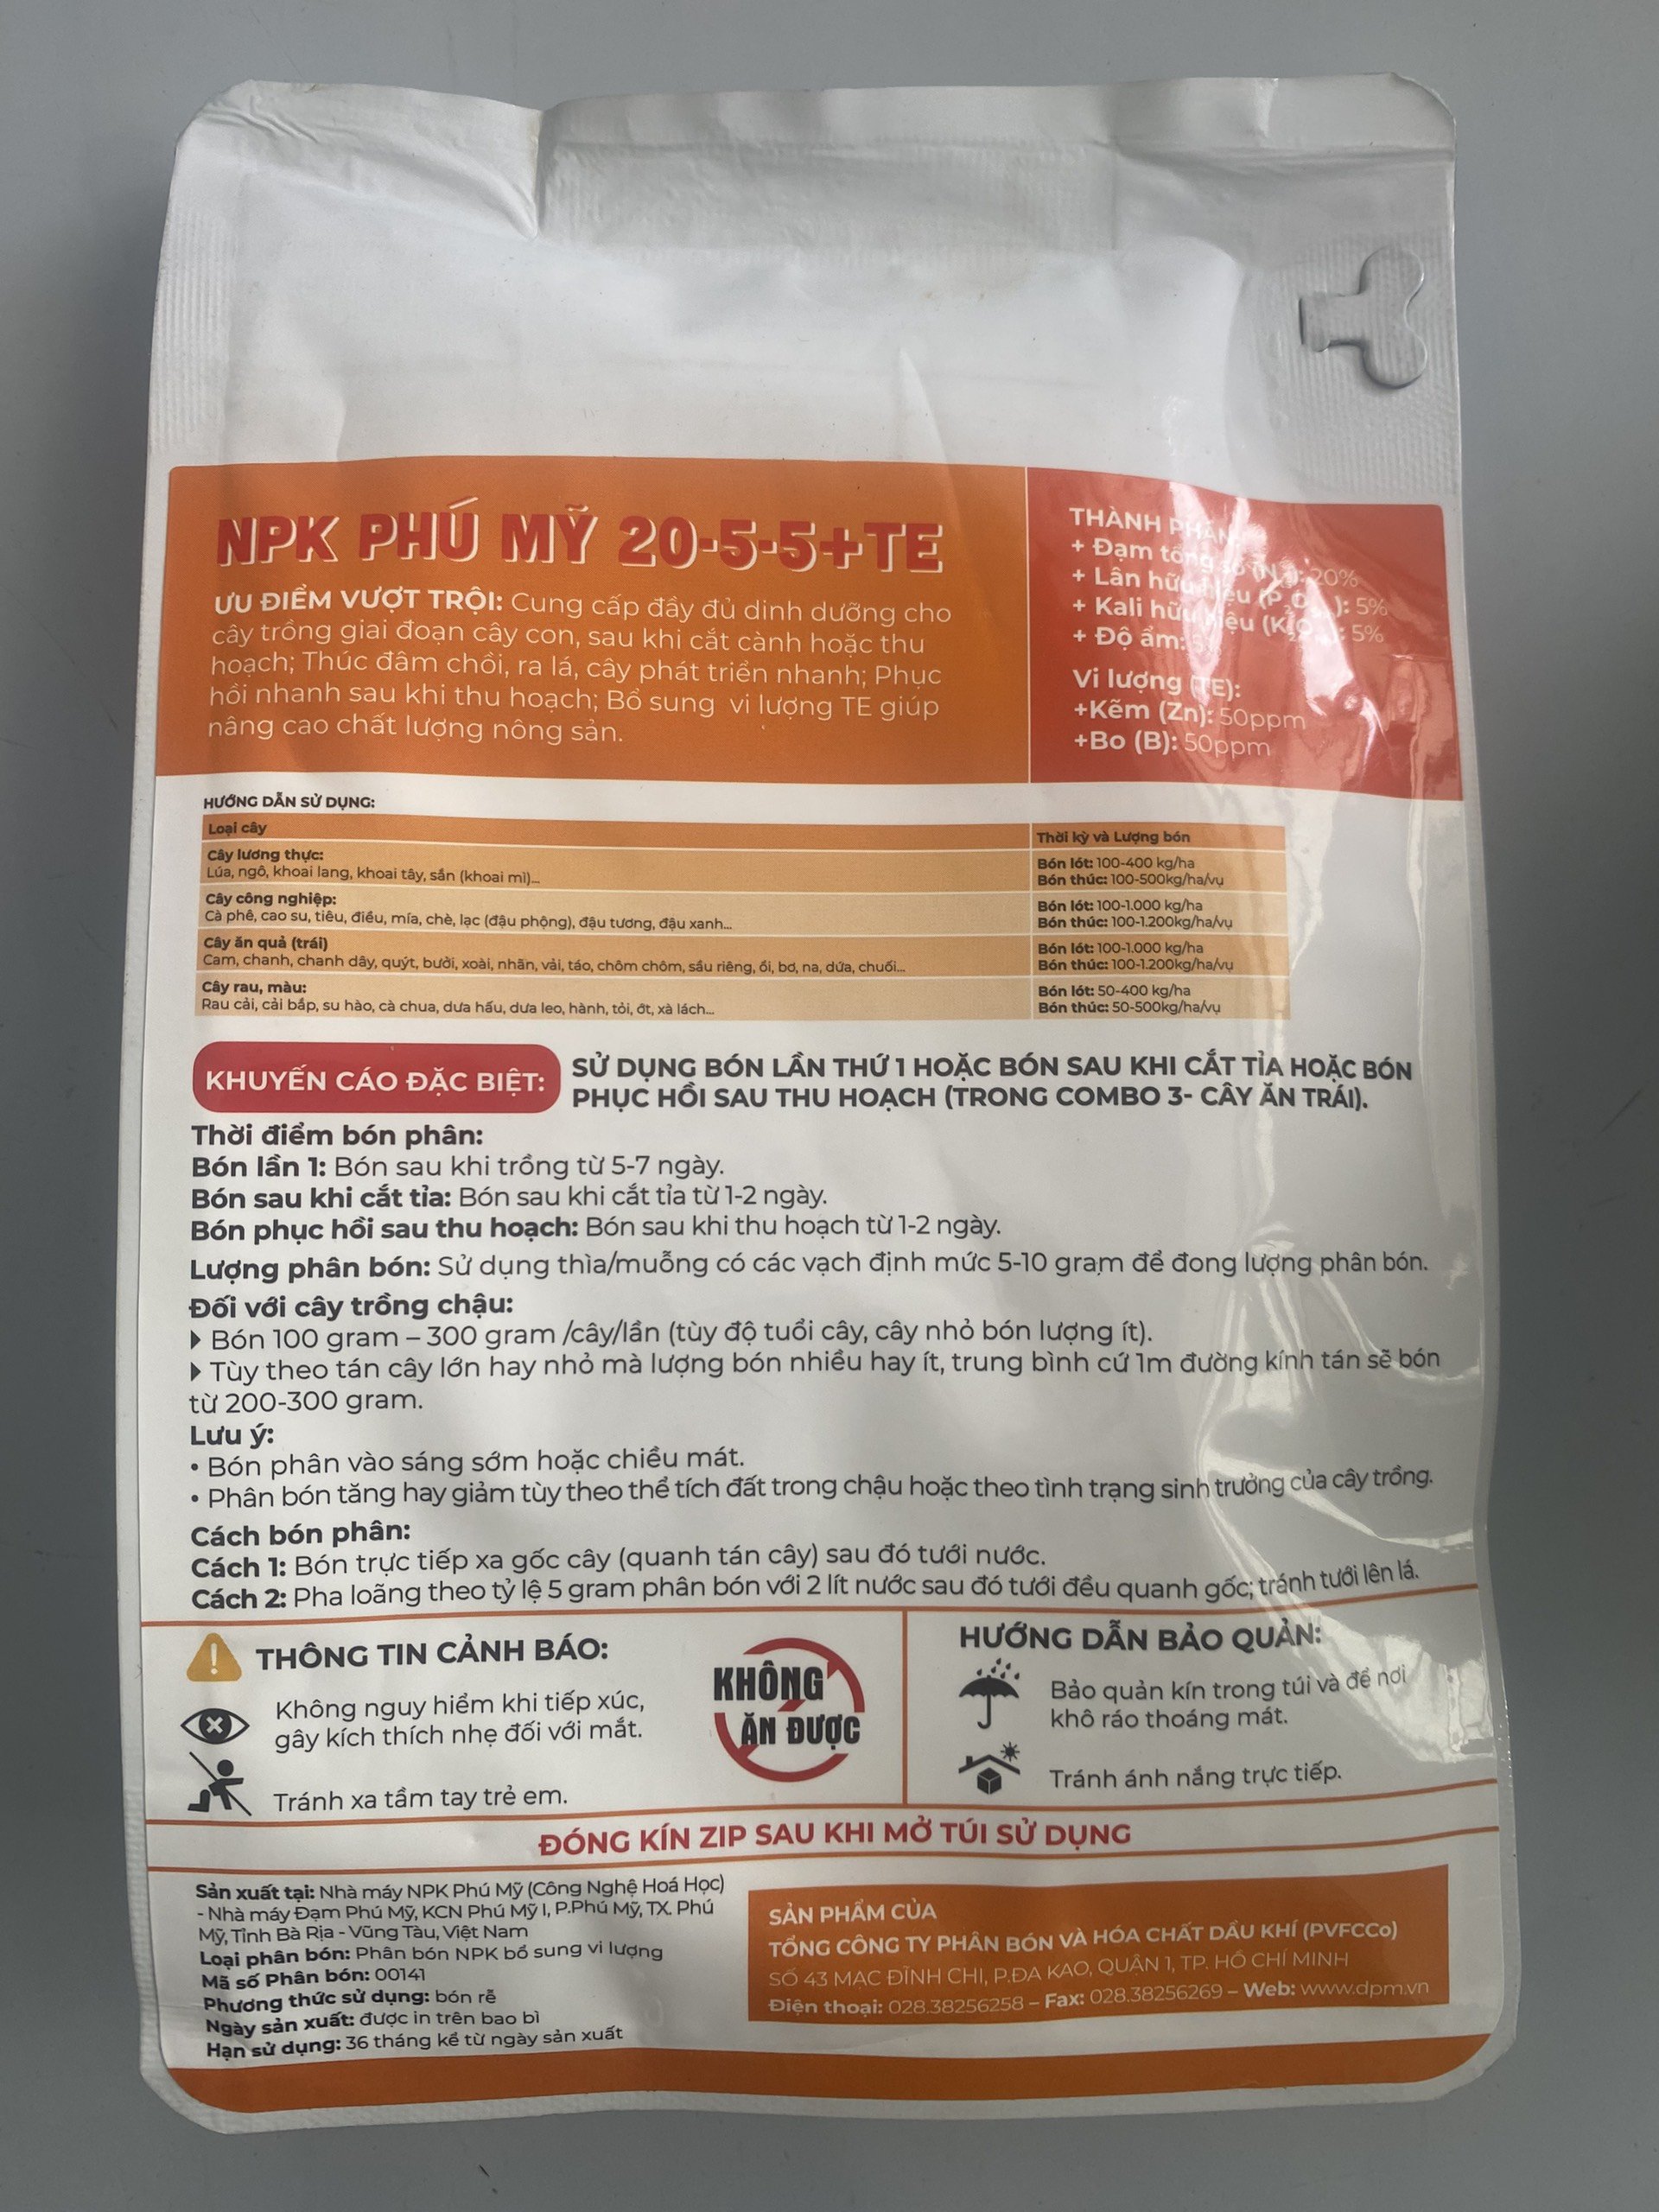 NPK PHÚ MỸ 20-5-5+TE
ƯU ĐIỂM VƯỢT TRỘI: Cung cấp đầy đủ dinh dưỡng cho
cây trồng giai đoạn cây con, sau khi cắt cành hoặc thu
hoạch; Thúc đâm chồi, ra lá, cây phát triển nhanh; Phục
hồi nhanh sau khi thu hoạch; Bổ sung vi lượng TE giúp
nâng cao chất lượng nông sản.
THÀNH PHẦN
+ Đạm tổng số (N): 20%
+ Lân hữu hiệu (P O ): 5%
+ Kali hữu hiệu (K₂O ): 5%
+ Độ ẩm:
Vi lượng (TE):
+Kẽm (Zn): 50ppm
+Bo (B): 50ppm
HƯỚNG DẪN SỬ DỤNG:
Loại cây
Thời kỳ và Lượng bón
Cây lương thực:
Lúa, ngô, khoai lang, khoai tây, sắn (khoai mì)...
Bón lót: 100-400 kg/ha
Bón thúc: 100-500kg/ha/vụ
Cây công nghiệp:
Cà phê, cao su, tiêu, điều, mía, chè, lạc (đậu phộng), đậu tương, đậu xanh...
Bón lót: 100-1.000 kg/ha
Bón thúc: 100-1.200kg/ha/vụ
Cây ăn quả (trái)
Cam, chanh, chanh dây, quýt, bưởi, xoài, nhãn, vải, táo, chôm chôm, sầu riêng, ổi, bơ, na, dứa, chuối...
Bón lót: 100-1.000 kg/ha
Bón thúc: 100-1.200kg/ha/vụ
Cây rau, màu:
Rau cải, cải bắp, su hào, cà chua, dưa hấu, dưa leo, hành, tỏi, ớt, xà lách...
Bón lót: 50-400 kg/ha
Bón thúc: 50-500kg/ha/vụ
KHUYẾN CÁO ĐẶC BIỆT:
SỬ DỤNG BÓN LẦN THỨ 1 HOẶC BÓN SAU KHI CẮT TỈA HOẶC BÓN
PHỤC HỒI SAU THU HOẠCH (TRONG COMBO 3- CÂY ĂN TRÁI).
Thời điểm bón phân:
Bón lần 1: Bón sau khi trồng từ 5-7 ngày.
Bón sau khi cắt tỉa: Bón sau khi cắt tỉa từ 1-2 ngày.
Bón phục hồi sau thu hoạch: Bón sau khi thu hoạch từ 1-2 ngày.
Lượng phân bón: Sử dụng thìa/muỗng có các vạch định mức 5-10 gram để đong lượng phân bón.
Đối với cây trồng chậu:
Bón 100 gram – 300 gram /cây/lần (tùy độ tuổi cây, cây nhỏ bón lượng ít).
Tùy theo tán cây lớn hay nhỏ mà lượng bón nhiều hay ít, trung bình cứ 1m đường kính tán sẽ bón
từ 200-300 gram.
Lưu ý:
• Bón phân vào sáng sớm hoặc chiều mát.
• Phân bón tăng hay giảm tùy theo thể tích đất trong chậu hoặc theo tình trạng sinh trưởng của cây trồng.
Cách bón phân:
Cách 1: Bón trực tiếp xa gốc cây (quanh tán cây) sau đó tưới nước.
Cách 2: Pha loãng theo tỷ lệ 5 gram phân bón với 2 lít nước sau đó tưới đều quanh gốc; tránh tưới lên lá.
THÔNG TIN CẢNH BÁO:
Không nguy hiểm khi tiếp xúc,
gây kích thích nhẹ đối với mắt.
Tránh xa tầm tay trẻ em.
KHÔNG
ĂN ĐƯỢC
HƯỚNG DẪN BẢO QUẢN:
Bảo quản kín trong túi và để nơi
khô ráo thoáng mát.
Tránh ánh nắng trực tiếp.
ĐÓNG KÍN ZIP SAU KHI MỞ TÚI SỬ DỤNG
Sản xuất tại: Nhà máy NPK Phú Mỹ (Công Nghệ Hoá Học)
- Nhà máy Đạm Phú Mỹ, KCN Phú Mỹ I, P.Phú Mỹ, TX. Phú
Mỹ, Tỉnh Bà Rịa - Vũng Tàu, Việt Nam
Loại phân bón: Phân bón NPK bổ sung vi lượng
Mã số Phân bón: 00141
Phương thức sử dụng: bón rễ
Ngày sản xuất: được in trên bao bì
Hạn sử dụng: 36 tháng kể từ ngày sản xuất
SẢN PHẨM CỦA
TỔNG CÔNG TY PHÂN BÓN VÀ HÓA CHẤT DẦU KHÍ (PVFCCo)
SỐ 43 MẠC ĐĨNH CHI, P.ĐA KAO, QUẬN 1, TP. HỒ CHÍ MINH
Điện thoại: 028.38256258 – Fax: 028.38256269 – Web: www.dpm.vn